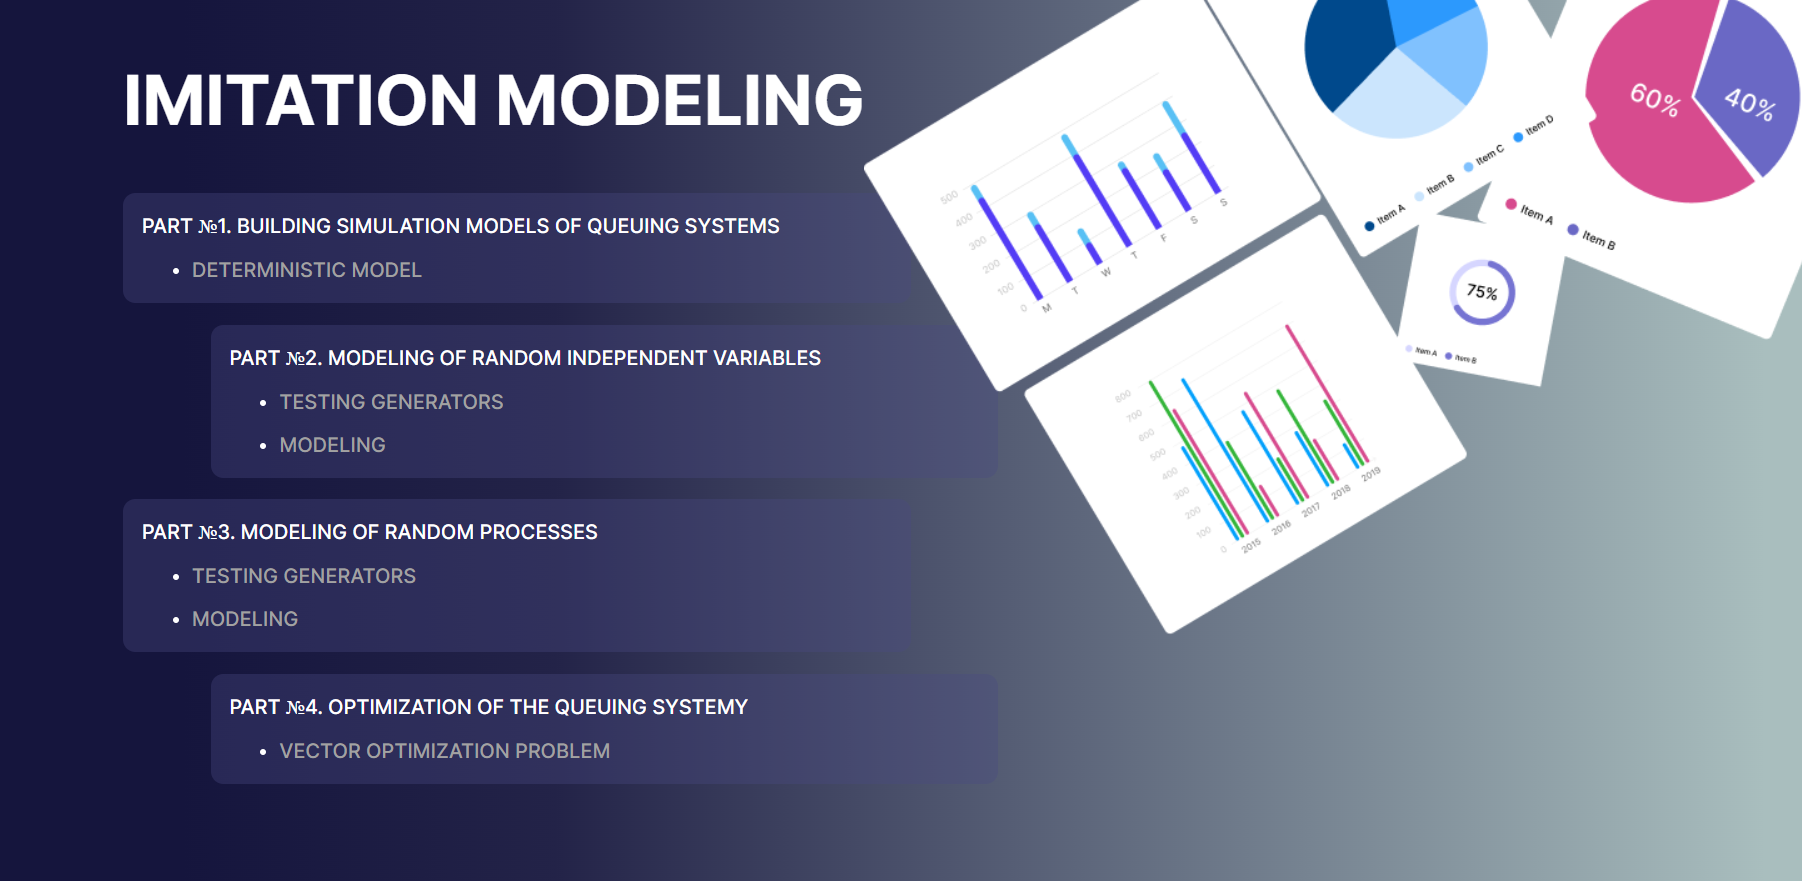 IMITATION MODELING
PART №1. BUILDING SIMULATION MODELS OF QUEUING SYSTEMS
DETERMINISTIC MODEL
PART №2. MODELING OF RANDOM INDEPENDENT VARIABLES
TESTING GENERATORS
MODELING
PART №3. MODELING OF RANDOM PROCESSES
TESTING GENERATORS
MODELING
PART №4. OPTIMIZATION OF THE QUEUING SYSTEMY
VECTOR OPTIMIZATION PROBLEM
500
400
300
200
100
0
M T W T F S S
Item A Item B Item C Item D
60% 40%
Item A Item B
75%
Item A Item B
800
700
600
500
400
300
200
100
0
2015 2016 2017 2018 2019